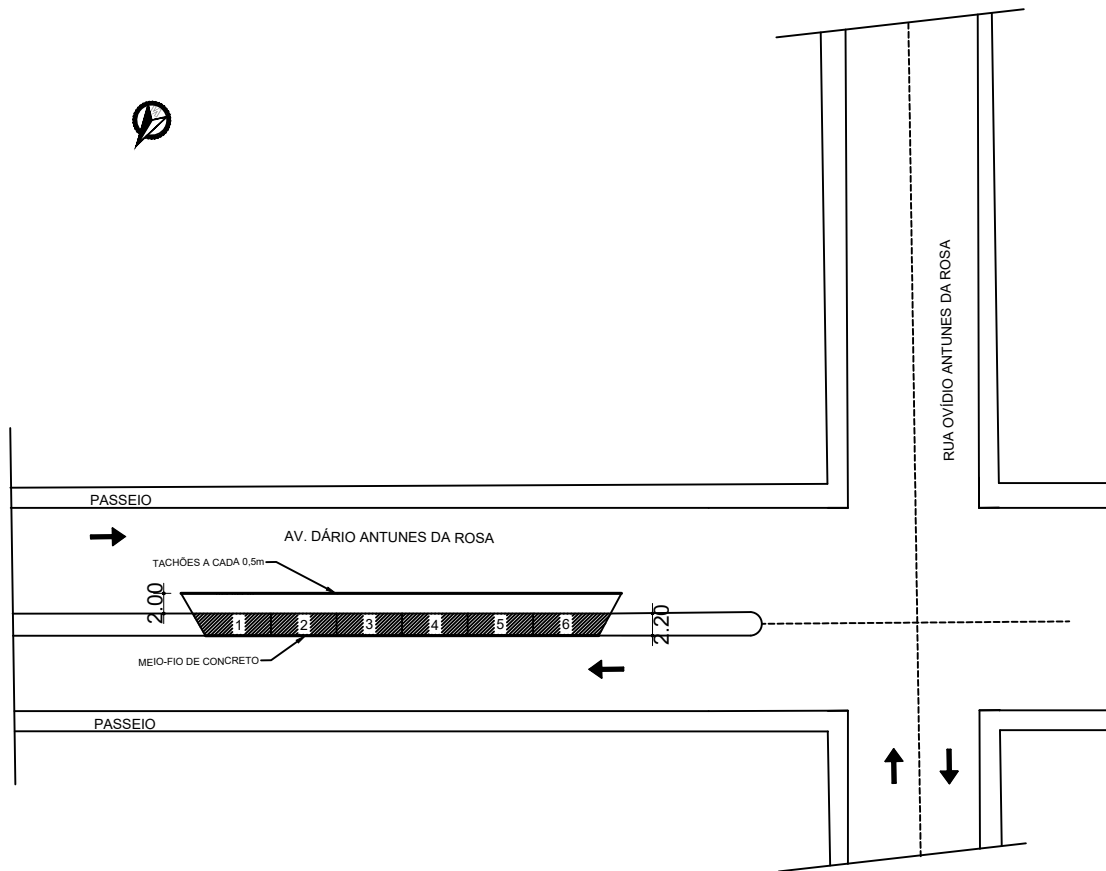 RUA OVÍDIO ANTUNES DA ROSA
PASSEIO
AV. DÁRIO ANTUNES DA ROSA
TACHÕES A CADA 0,5m
2.00
1 2 3 4 5 6
2.20
MEIO-FIO DE CONCRETO
PASSEIO